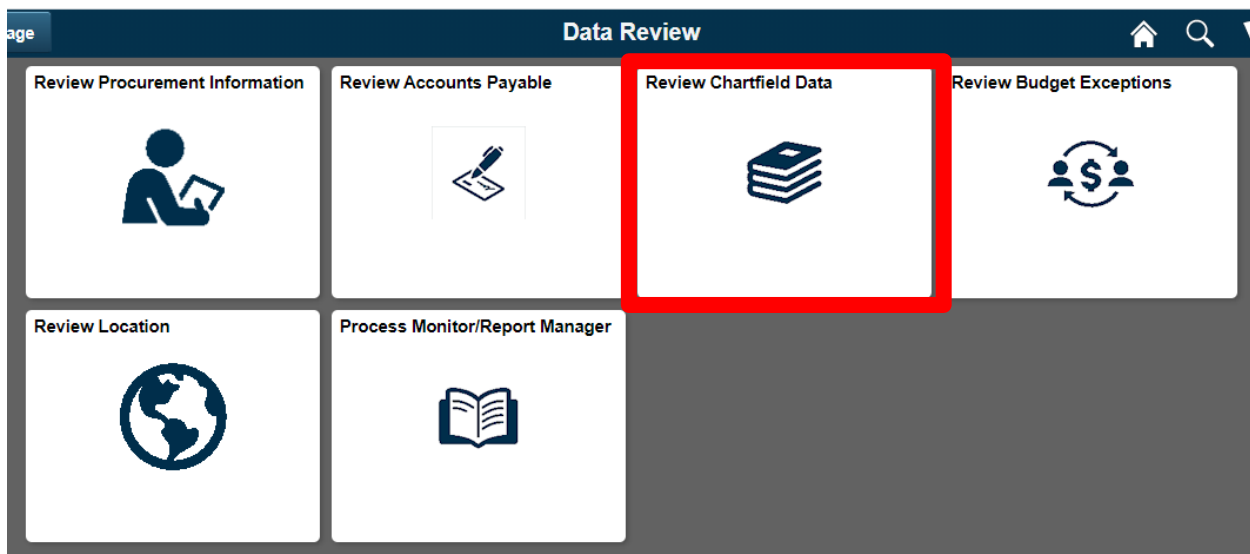 age
Data Review
Review Procurement Information
Review Accounts Payable
Review Chartfield Data
Review Budget Exceptions
$
Review Location
Process Monitor/Report Manager